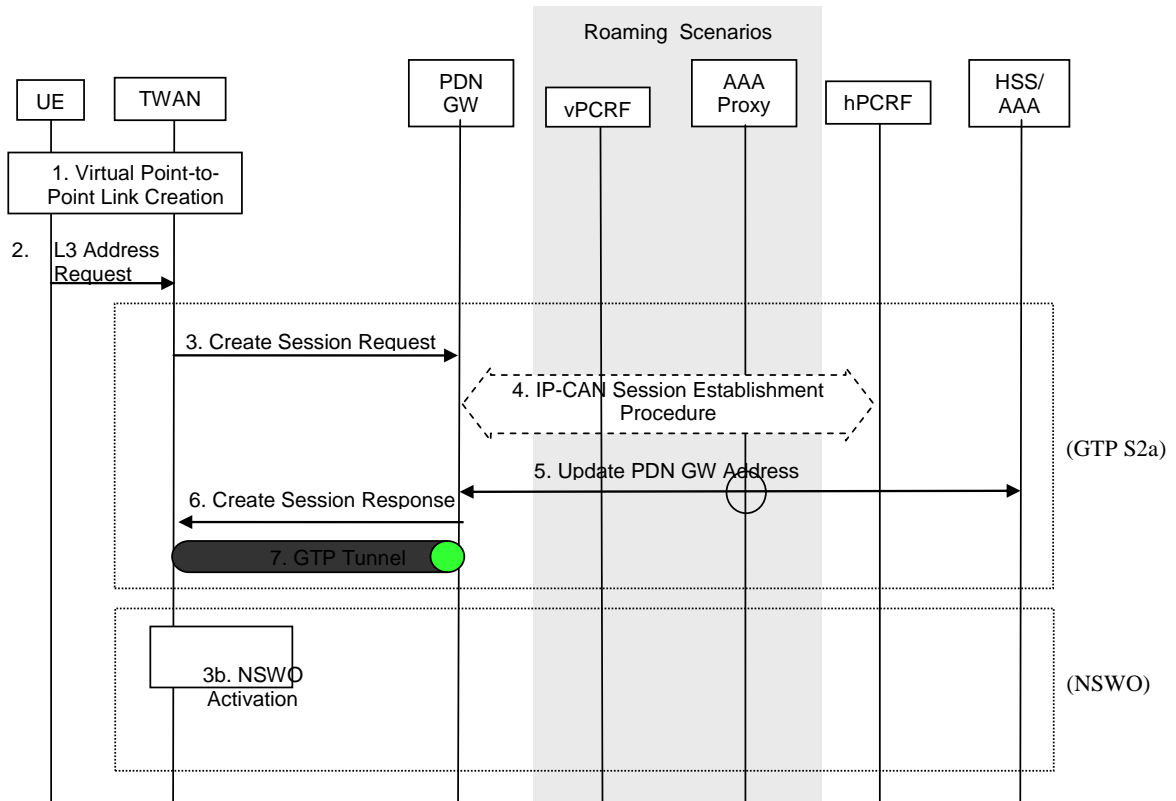 Roaming Scenarios
UE
TWAN
PDN
GW
vPCRF
AAA
Proxy
hPCRF
HSS/
AAA
1. Virtual Point-to-
Point Link Creation
2. L3 Address
Request
3. Create Session Request
4. IP-CAN Session Establishment
Procedure
(GTP S2a)
5. Update PDN GW Address
6. Create Session Response
7. GTP Tunnel
3b. NSWO
Activation
(NSWO)